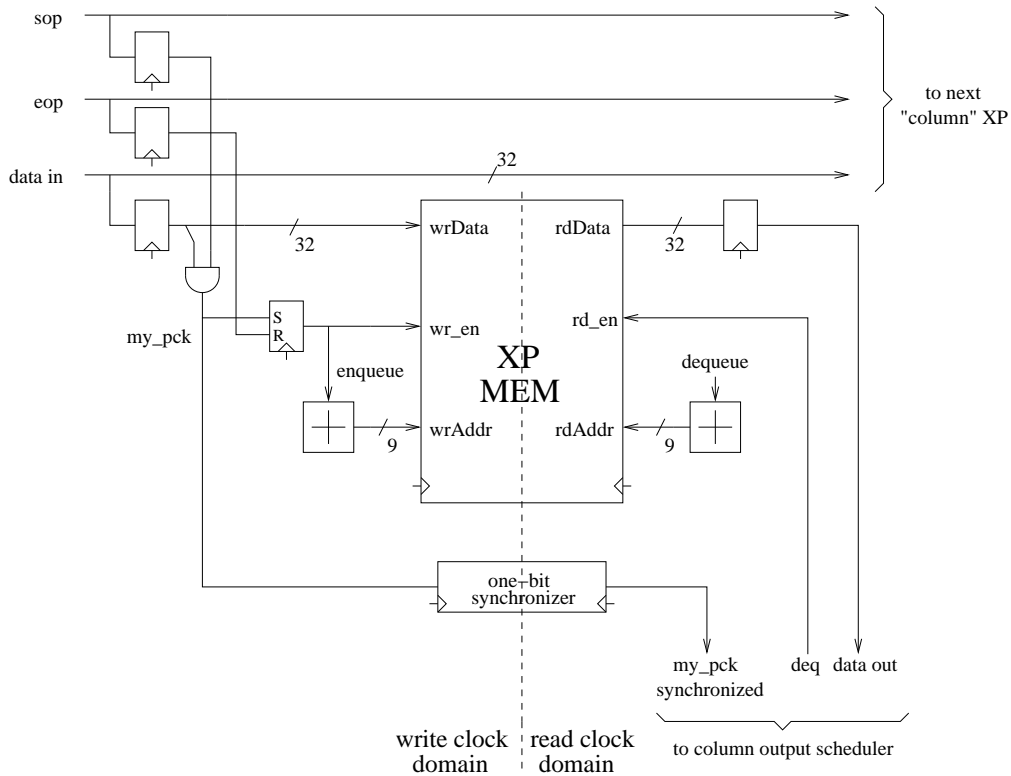 sop
eop
to next
"column" XP
data in
32
wrData
rdData
32
32
my_pck
S
R
wr_en
rd_en
XP
MEM
enqueue
dequeue
wrAddr
rdAddr
9
9
one-bit
synchronizer
my_pck
synchronized
deq
data out
write clock
domain
read clock
domain
to column output scheduler